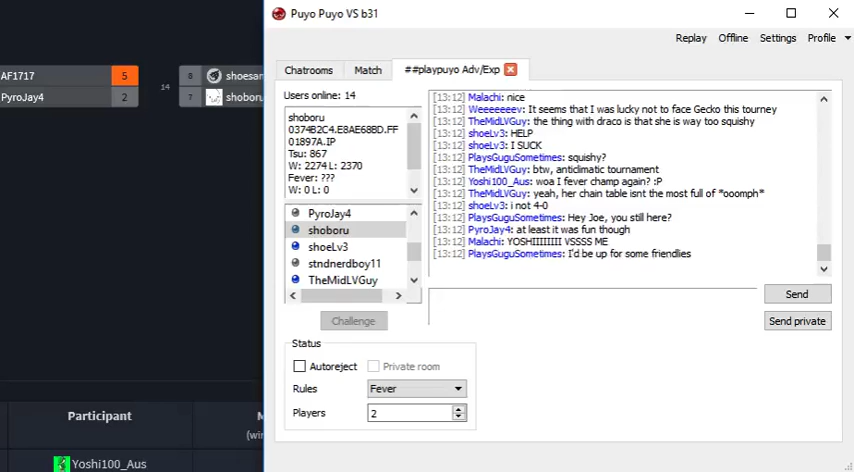 Puyo Puyo VS b31
Replay Offline Settings Profile
Chatrooms Match ##playpuyo Adv/Exp
Users online: 14
shoboru
0374B2C4.E8AE68BD.FF
01897A.IP
Tsu: 867
W: 2274 L: 2370
Fever: ???
W: 0 L: 0
PyroJay4
shoboru
shoeLv3
stndnerdboy11
TheMidLVGuy
Challenge
[13:12] Malachi: nice
[13:12] Weeeeeeev: It seems that I was lucky not to face Gecko this tourney
[13:12] TheMidLVGuy: the thing with draco is that she is way too squishy
[13:12] shoeLv3: HELP
[13:12] shoeLv3: I SUCK
[13:12] PlaysGuguSometimes: squishy?
[13:12] TheMidLVGuy: btw, anticlimatic tournament
[13:12] Yoshi100_Aus: woa I fever champ again? :P
[13:12] TheMidLVGuy: yeah, her chain table isnt the most full of *ooomph*
[13:12] shoeLv3: i not 4-0
[13:12] PlaysGuguSometimes: Hey Joe, you still here?
[13:12] PyroJay4: at least it was fun though
[13:12] Malachi: YOSHIIIIIIII VSSSS ME
[13:12] PlaysGuguSometimes: I'd be up for some friendlies
Send
Send private
Status
Autoreject Private room
Rules Fever
Players 2
AF1717 5
PyroJay4 2
14
8 shoesan
7 shoboru
Participant
(win
Yoshi100_Aus